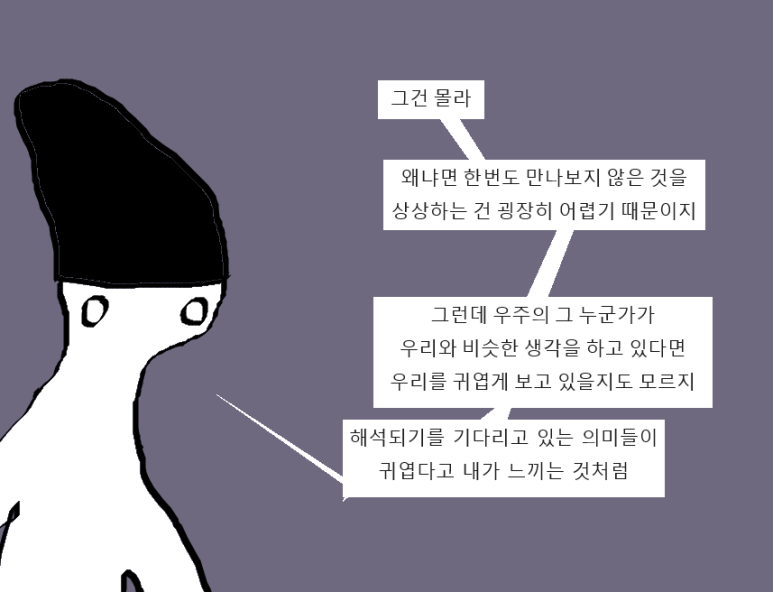 그건 몰라
왜냐면 한번도 만나보지 않은 것을
상상하는 건 굉장히 어렵기 때문이지
그런데 우주의 그 누군가가
우리와 비슷한 생각을 하고 있다면
우리를 귀엽게 보고 있을지도 모르지
해석되기를 기다리고 있는 의미들이
귀엽다고 내가 느끼는 것처럼